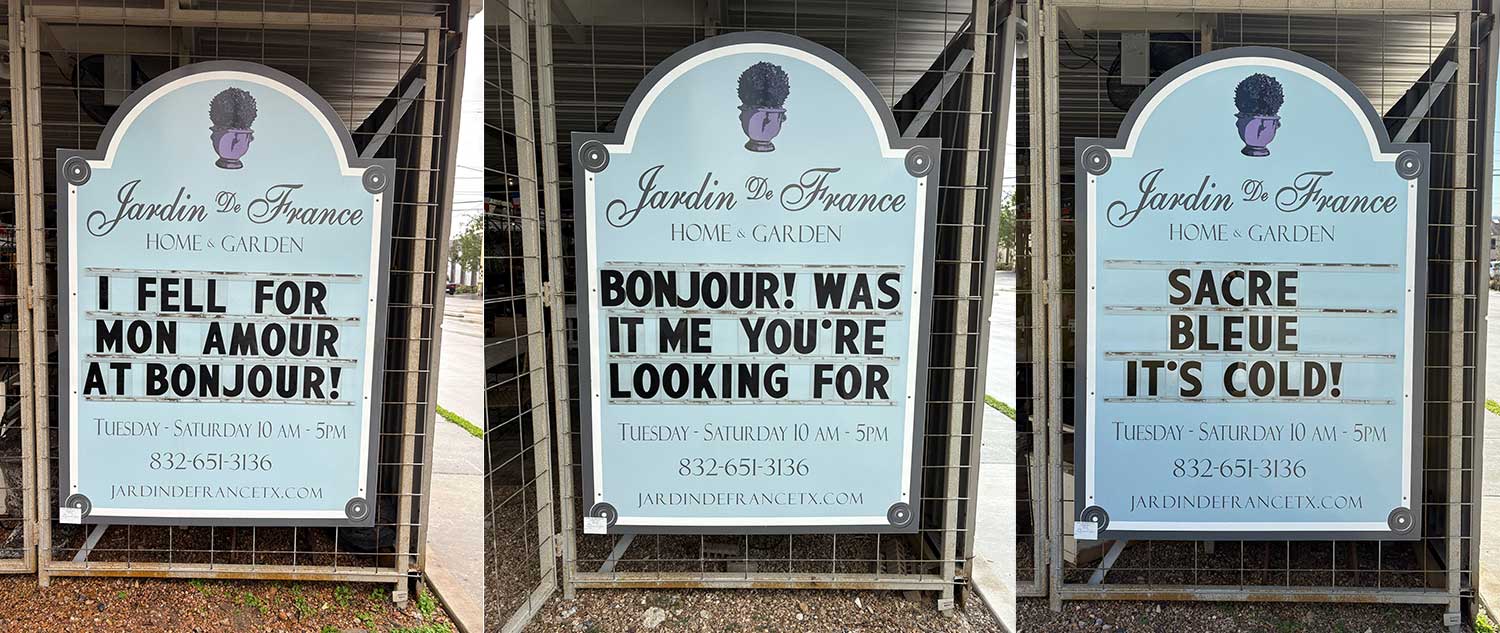 Jardin De France
HOME & GARDEN
I FELL FOR
MON AMOUR
AT BONJOUR!
TUESDAY - SATURDAY 10 AM - 5PM
832-651-3136
JARDINDEFRANCETX.COM
Jardin De France
HOME & GARDEN
BONJOUR! WAS
IT ME YOU'RE
LOOKING FOR
TUESDAY - SATURDAY 10 AM - 5PM
832-651-3136
JARDINDEFRANCETX.COM
Jardin De France
HOME & GARDEN
SACRE
BLEUE
IT'S COLD!
TUESDAY - SATURDAY 10 AM - 5PM
832-651-3136
JARDINDEFRANCETX.COM